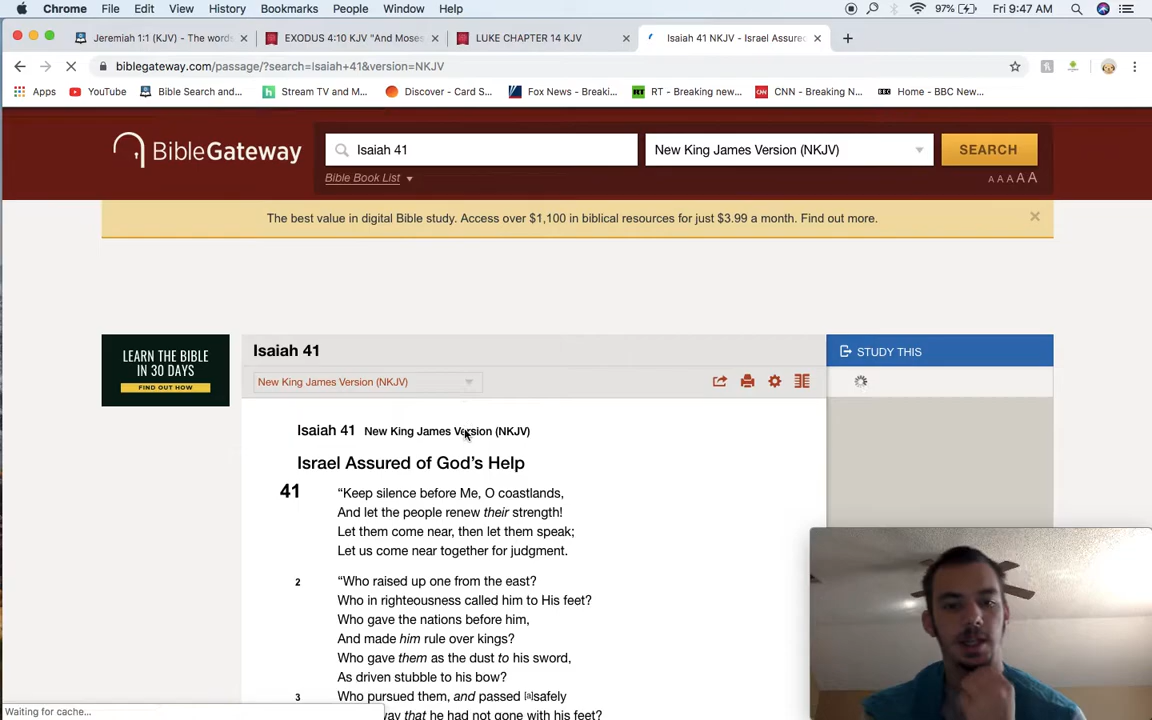 Chrome File Edit View History Bookmarks People Window Help 97% Fri 9:47 AM
Jeremiah 1:1 (KJV) - The words EXODUS 4:10 KJV "And Moses LUKE CHAPTER 14 KJV Isaiah 41 NKJV - Israel Assured
biblegateway.com/passage/?search=Isaiah+41&version=NKJV
Apps YouTube Bible Search and... Stream TV and M... Discover - Card S... Fox News - Breaki... RT - Breaking new... CNN - Breaking N... BBC Home - BBC New...
BibleGateway Isaiah 41 New King James Version (NKJV) SEARCH
Bible Book List A A A A A
The best value in digital Bible study. Access over $1,100 in biblical resources for just $3.99 a month. Find out more.
LEARN THE BIBLE
IN 30 DAYS
FIND OUT HOW
Isaiah 41
STUDY THIS
New King James Version (NKJV)
Isaiah 41 New King James Version (NKJV)
Israel Assured of God's Help
41 “Keep silence before Me, O coastlands,
And let the people renew their strength!
Let them come near, then let them speak;
Let us come near together for judgment.
2 “Who raised up one from the east?
Who in righteousness called him to His feet?
Who gave the nations before him,
And made him rule over kings?
Who gave them as the dust to his sword,
As driven stubble to his bow?
3 Who pursued them, and passed [a]safely
that he had not gone with his feet?
Waiting for cache...